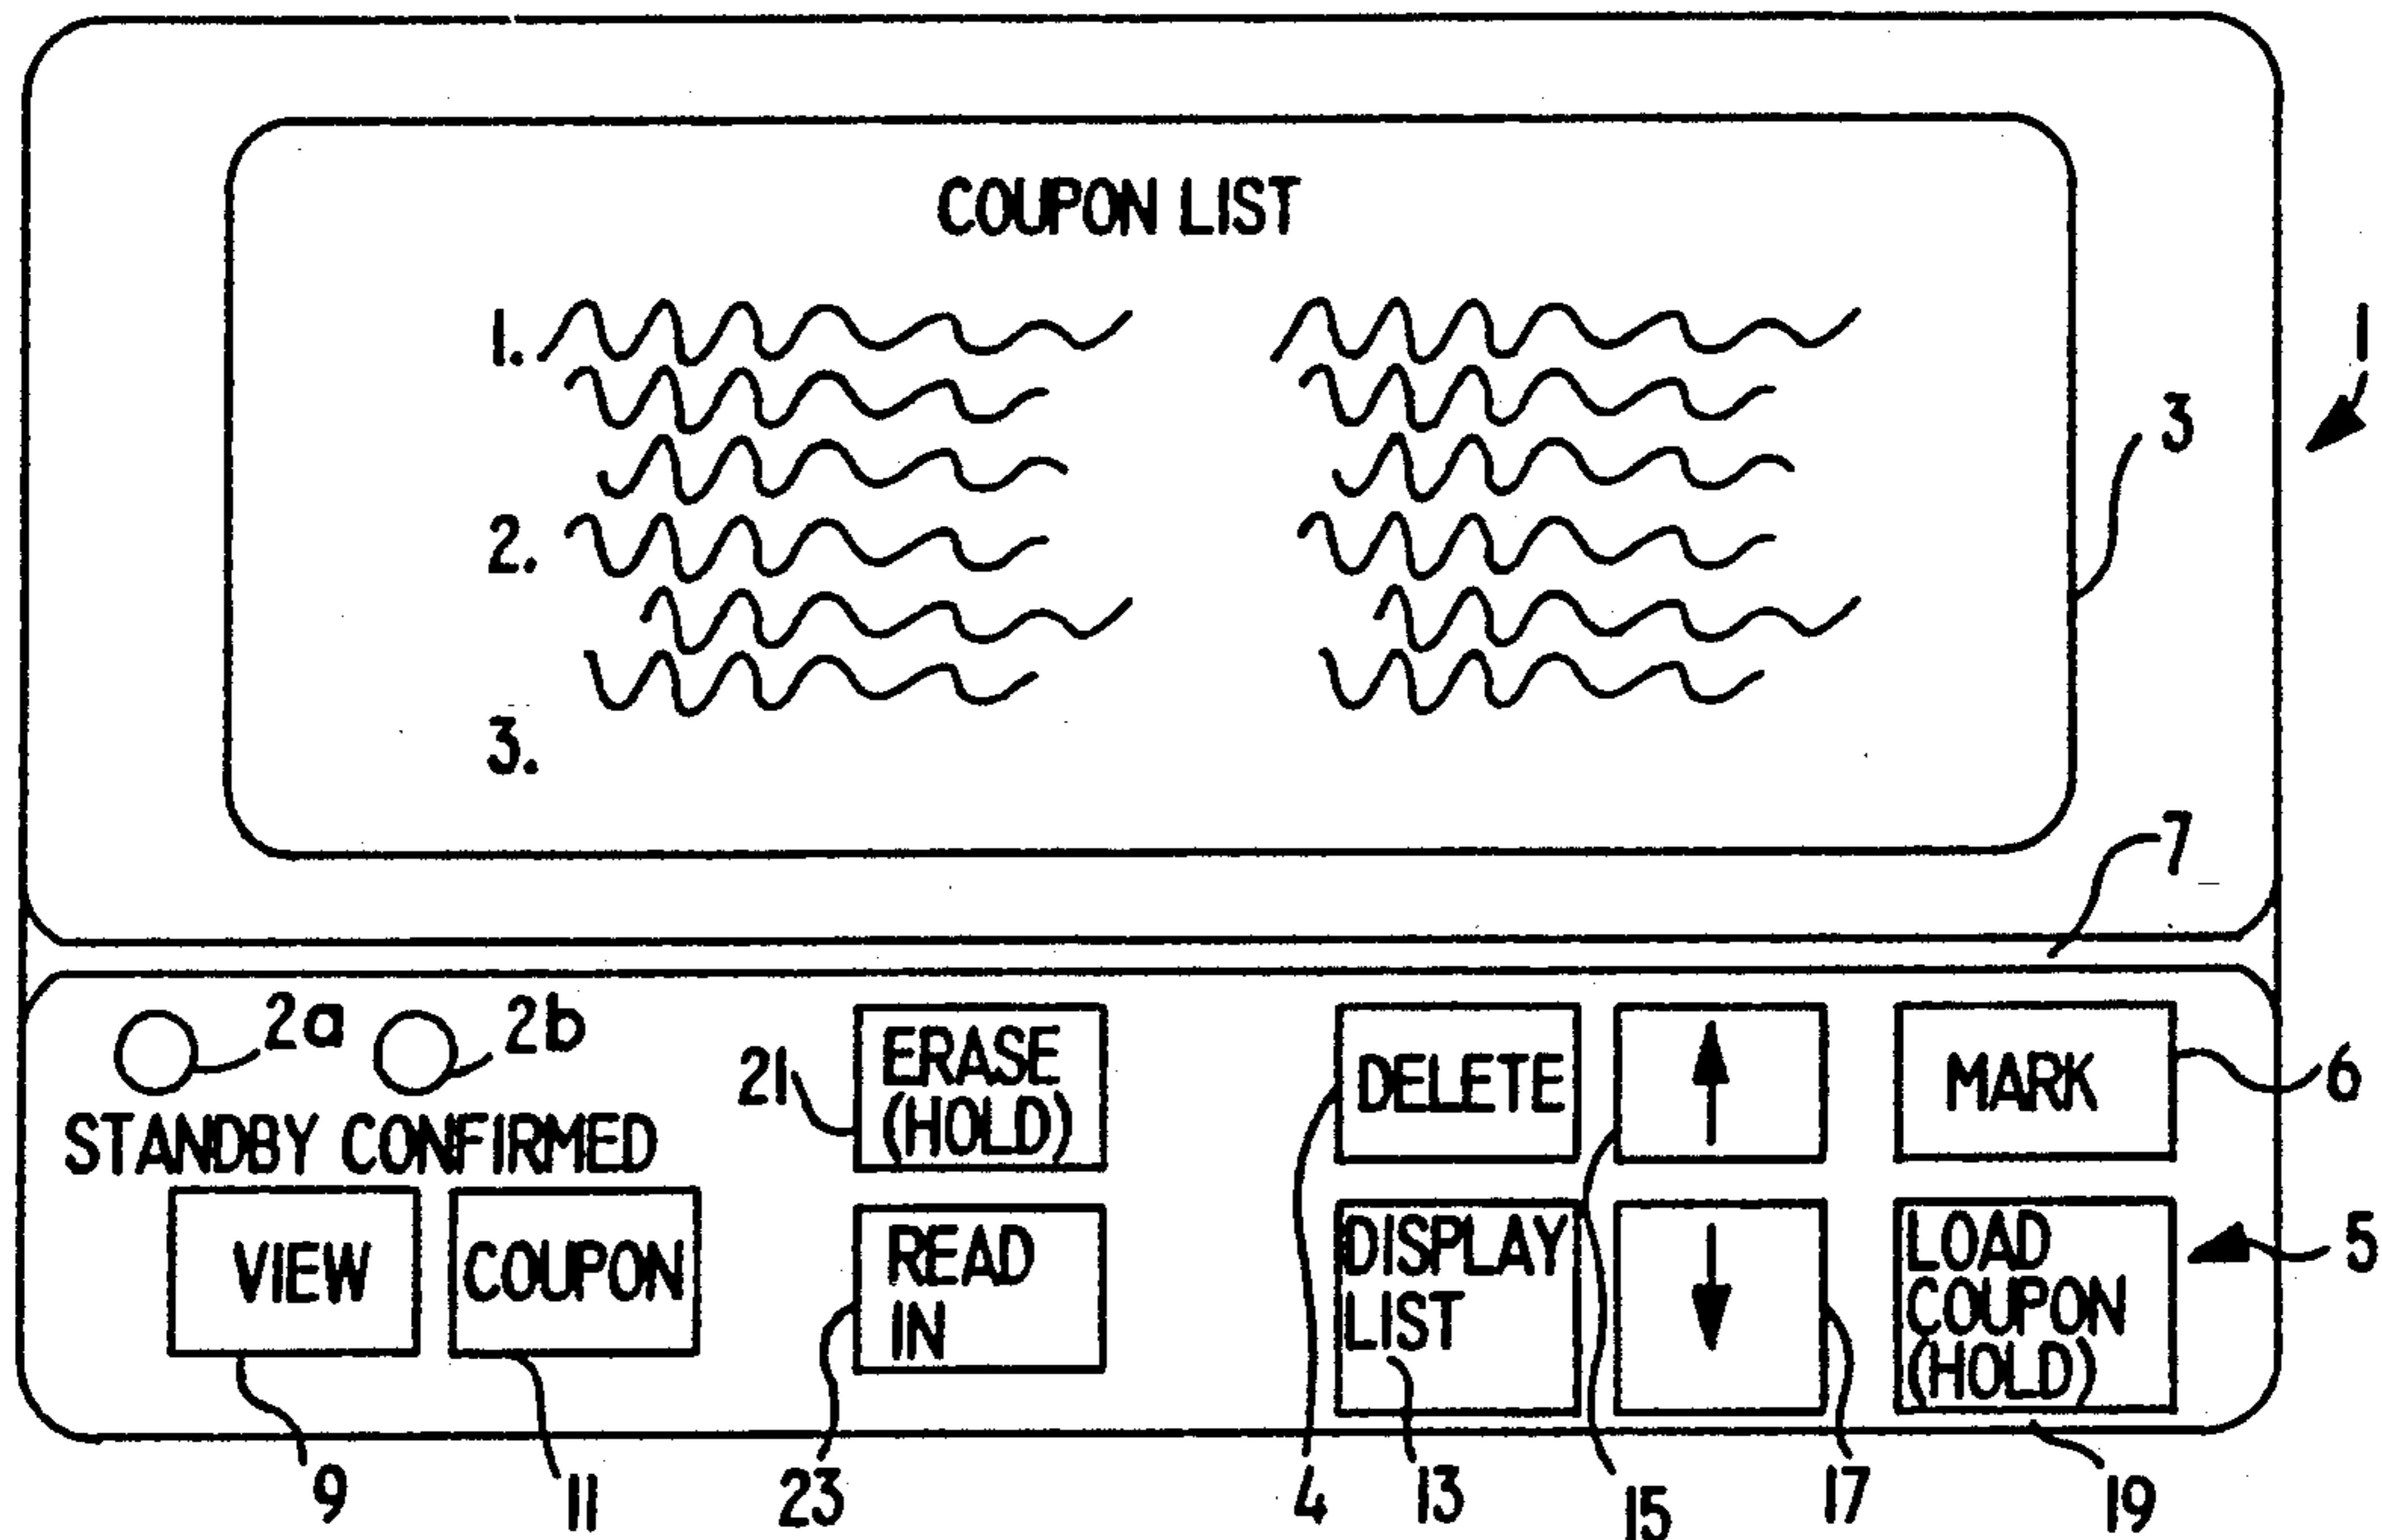 COUPON LIST
1.
1
3
2.
3.
7
2a 2b
21
ERASE
(HOLD)
DELETE
MARK
6
STANDBY CONFIRMED
VIEW
COUPON
READ
IN
DISPLAY
LIST
LOAD
COUPON
(HOLD)
5
9
11
23
4
13
15
17
19